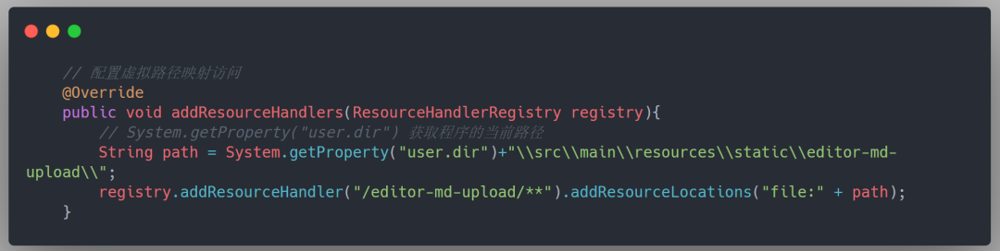 // 配置虚拟路径映射访问
@Override
public void addResourceHandlers(ResourceHandlerRegistry registry){
// System.getProperty("user.dir") 获取程序的当前路径
String path = System.getProperty("user.dir")+"\\src\\main\\resources\\static\\editor-md-
upload\\";
registry.addResourceHandler("/editor-md-upload/**").addResourceLocations("file:" + path);
}